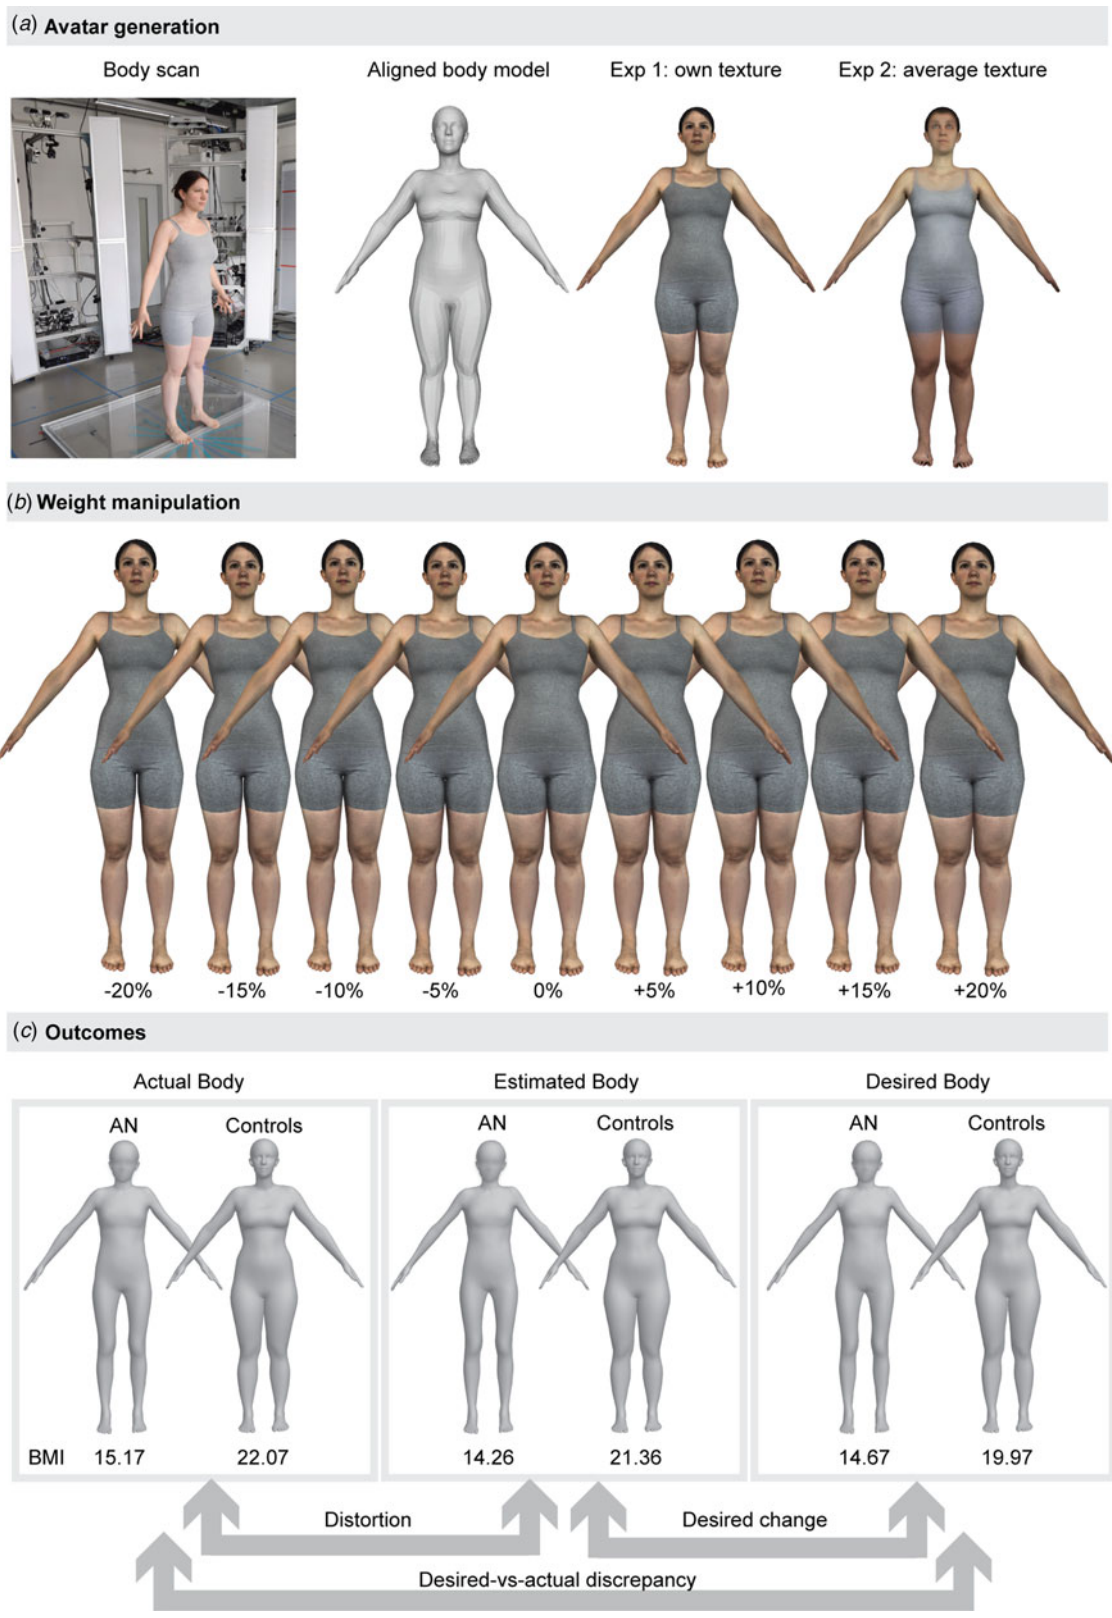 (a) Avatar generation
Body scan Aligned body model Exp 1: own texture Exp 2: average texture
(b) Weight manipulation
-20% -15% -10% -5% 0% +5% +10% +15% +20%
(c) Outcomes
Actual Body Estimated Body Desired Body
AN Controls AN Controls AN Controls
BMI 15.17 22.07 14.26 21.36 14.67 19.97
Distortion Desired change
Desired-vs-actual discrepancy